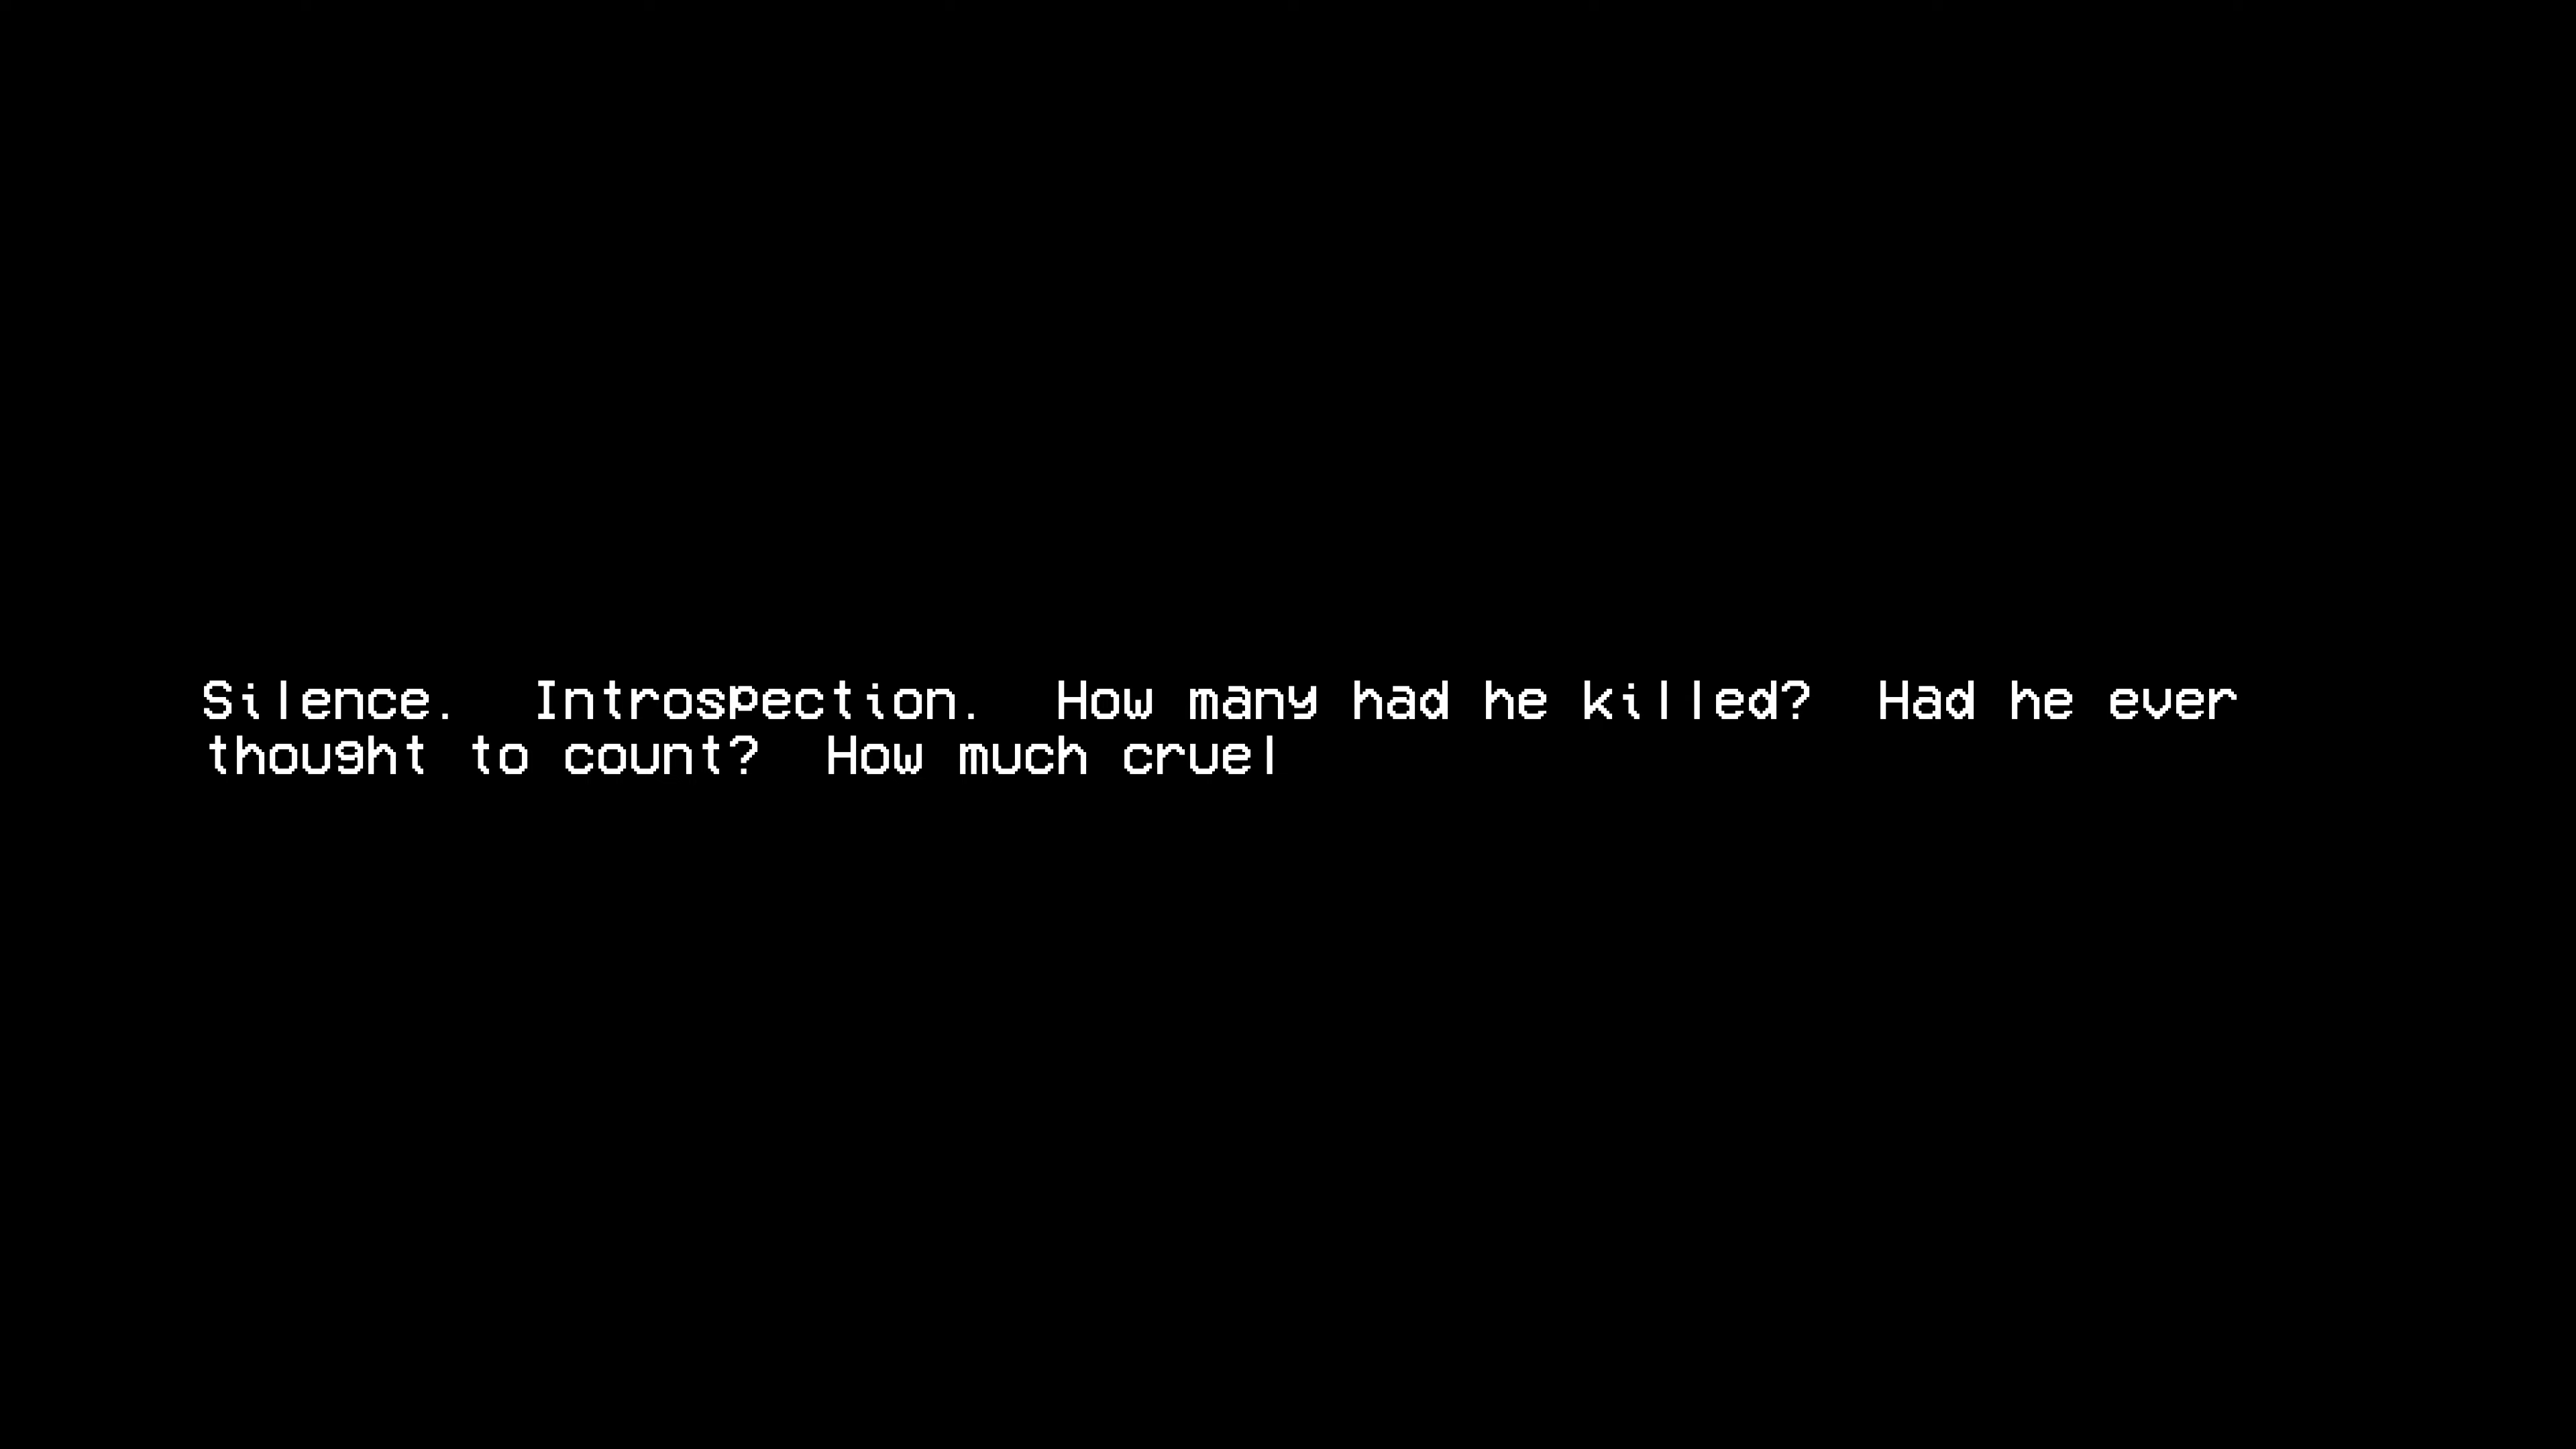 Silence.  Introspection.  How many had he killed?  Had he ever
thought to count?  How much cruel